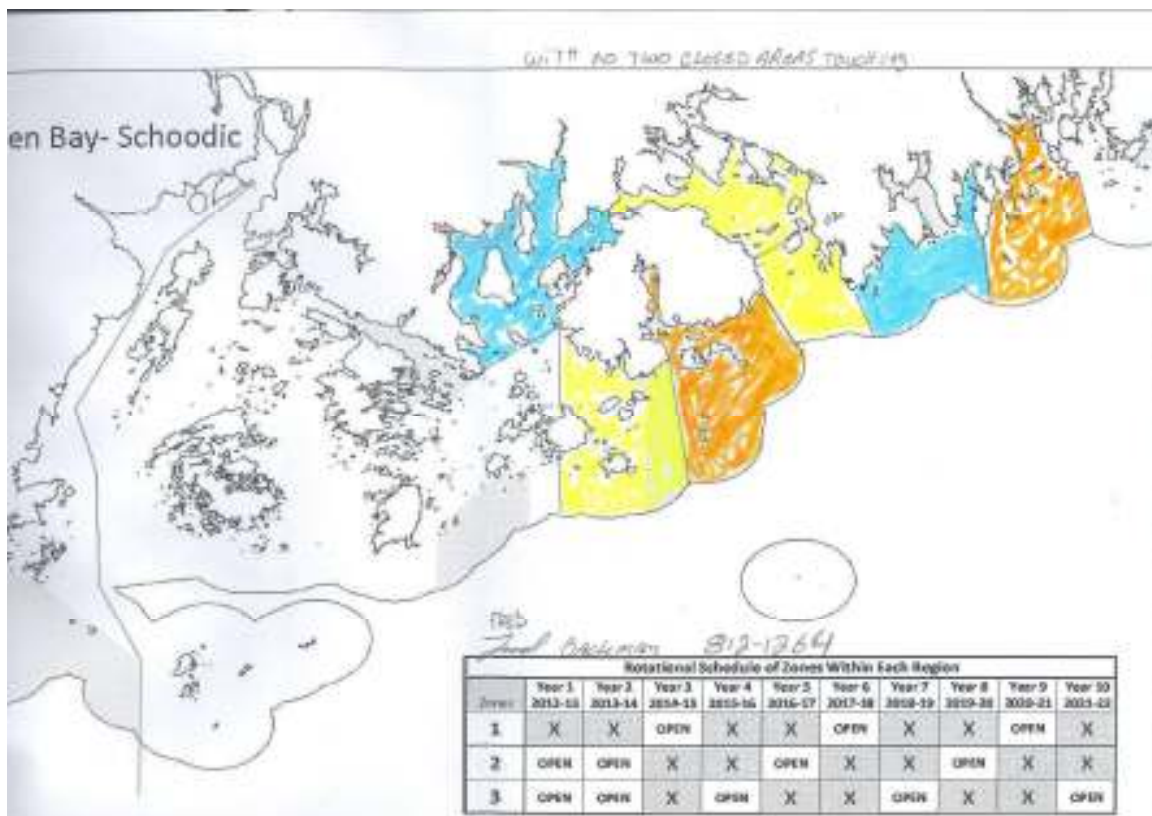 WITH NO TWO CLOSED AREAS TOUCHING
en Bay- Schoodic
FRED
812-1264
Rotational Schedule of Zones Within Each Region
Zones Year 1 2012-13 Year 2 2013-14 Year 3 2014-15 Year 4 2015-16 Year 5 2016-17 Year 6 2017-18 Year 7 2018-19 Year 8 2019-20 Year 9 2020-21 Year 10 2021-22
1 X X OPEN X X OPEN X X OPEN X
2 OPEN OPEN X X OPEN X X OPEN X X
3 OPEN OPEN X OPEN X X OPEN X X OPEN